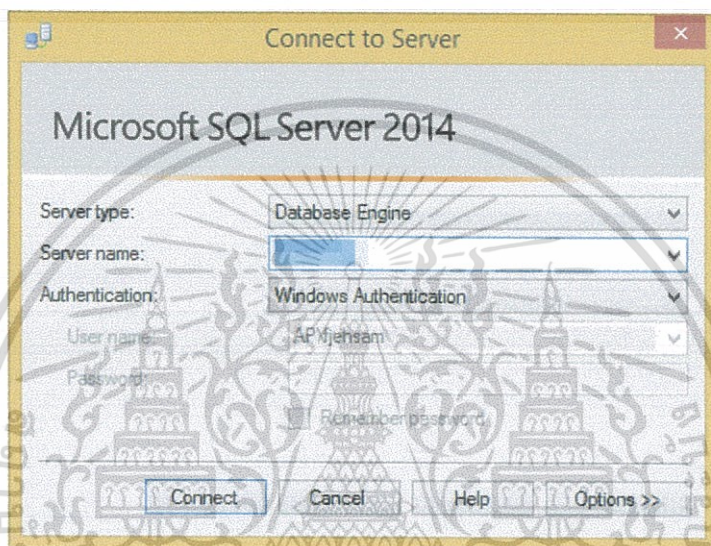 Connect to Server
Microsoft SQL Server 2014
Server type: Database Engine
Server name:
Authentication: Windows Authentication
User name:
Password:
Remember password
Connect Cancel Help Options >>